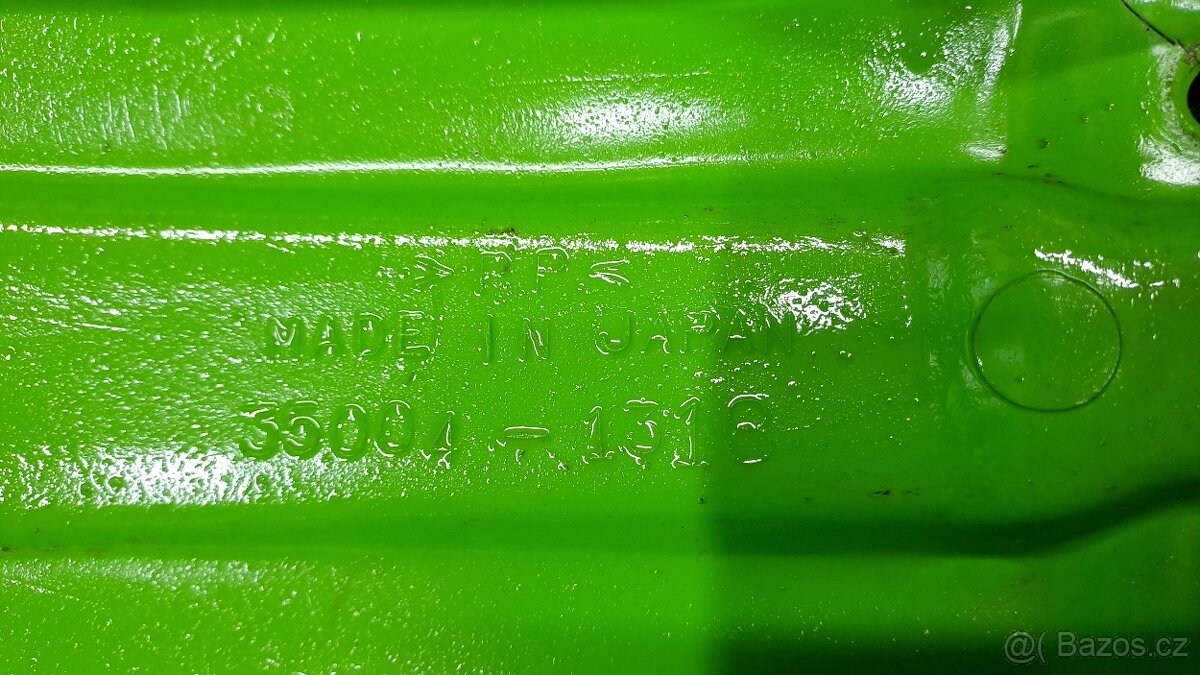 >PP<
MADE IN JAPAN
35004-1316
@( Bazos.cz